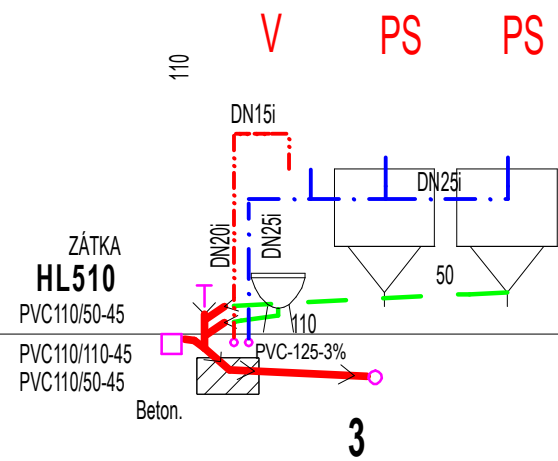 V PS PS
110
DN15i
DN25i
DN20i
DN25i
ZÁTKA
HL510
50
PVC110/50-45
110
PVC110/110-45
PVC-125-3%
PVC110/50-45
Beton.
3